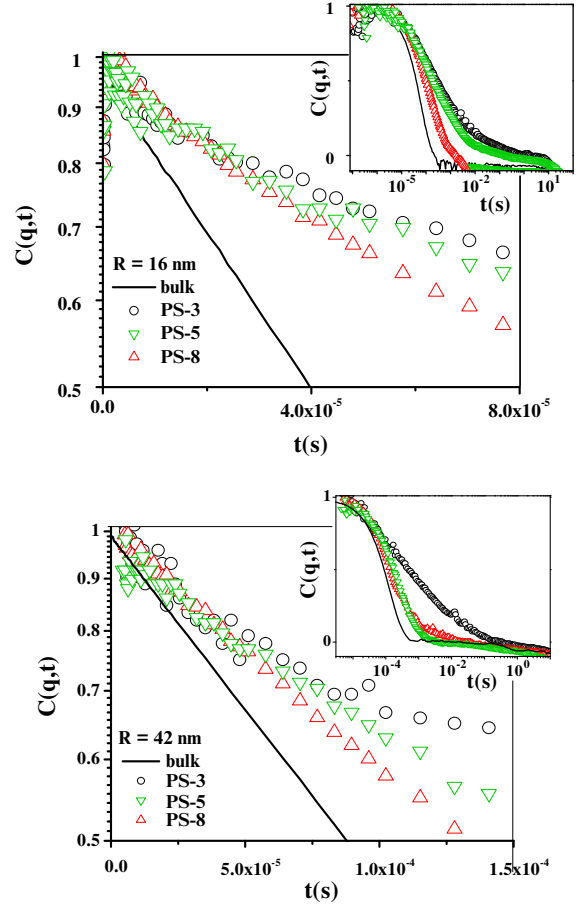 1
C(q,t)
0
10⁻⁵
10⁻²
10¹
t(s)
1
0.9
0.8
0.7
0.6
0.5
C(q,t)
R = 16 nm
bulk
PS-3
PS-5
PS-8
0.0
4.0x10⁻⁵
8.0x10⁻⁵
t(s)
1
C(q,t)
0
10⁻⁴
10⁻²
10⁰
t(s)
1
0.9
0.8
0.7
0.6
0.5
C(q,t)
R = 42 nm
bulk
PS-3
PS-5
PS-8
0.0
5.0x10⁻⁵
1.0x10⁻⁴
1.5x10⁻⁴
t(s)